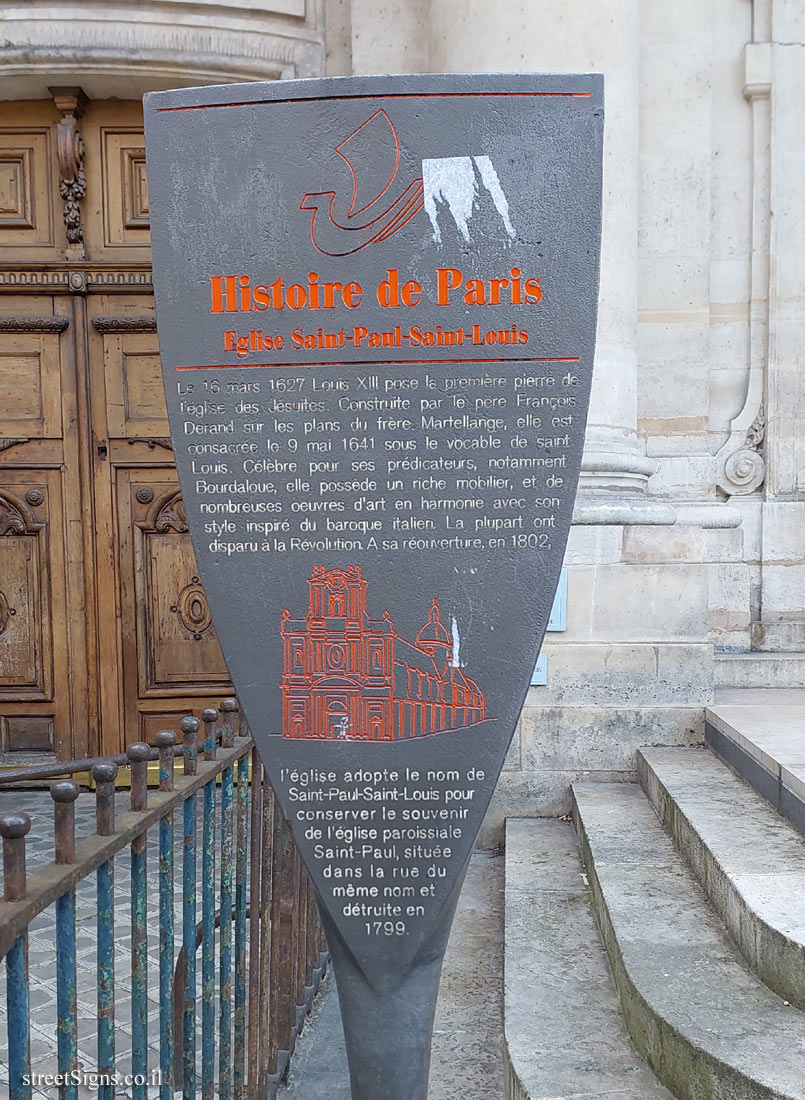 Histoire de Paris
Eglise Saint-Paul-Saint-Louis
Le 16 mars 1627 Louis XIII pose la première pierre de
l'église des Jésuites. Construite par le père François
Derand sur les plans du frère Martellange, elle est
consacrée le 9 mai 1641 sous le vocable de saint
Louis. Célèbre pour ses prédicateurs, notamment
Bourdaloue, elle possède un riche mobilier, et de
nombreuses oeuvres d'art en harmonie avec son
style inspiré du baroque italien. La plupart ont
disparu à la Révolution. A sa réouverture, en 1802,
l'église adopte le nom de
Saint-Paul-Saint-Louis pour
conserver le souvenir
de l'église paroissiale
Saint-Paul, située
dans la rue du
même nom et
détruite en
1799.
streetSigns.co.il